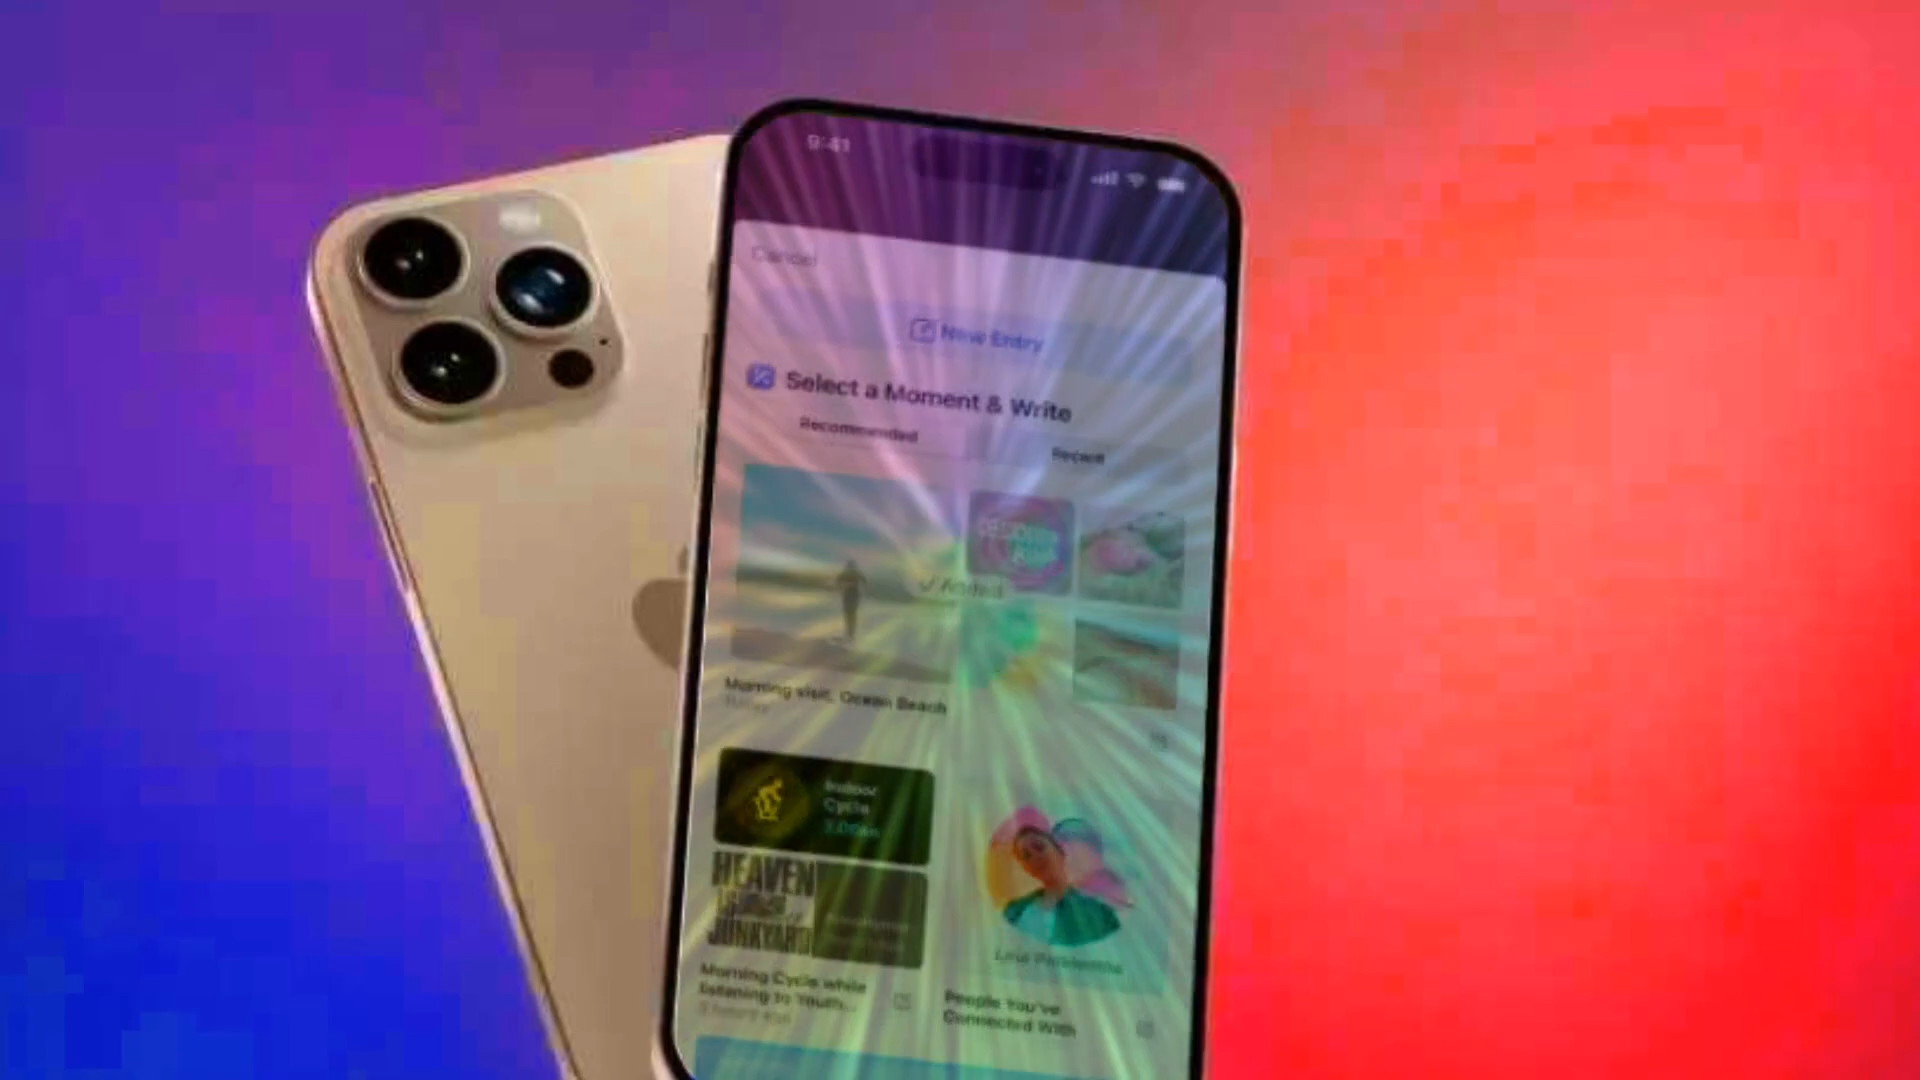 9:41
Cancel
New Entry
Select a Moment & Write
Recommended
Recent
Morning visit, Ocean Beach
Indoor
Cycle
HEAVEN
JUNKYARD
Morning Cycle while
listening to Youth...
People You've
Connected With